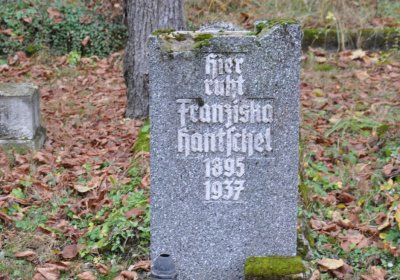 Hier
ruht
Franziska
Hantschel
1895
1937